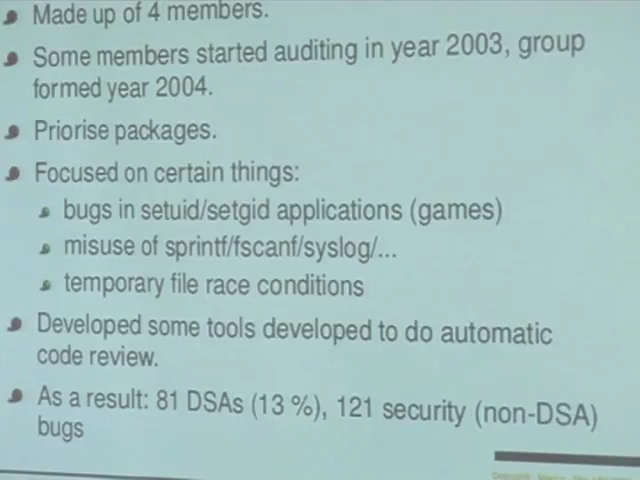 Made up of 4 members.
Some members started auditing in year 2003, group
formed year 2004.
Priorise packages.
Focused on certain things:
bugs in setuid/setgid applications (games)
misuse of sprintf/fscanf/syslog/...
temporary file race conditions
Developed some tools developed to do automatic
code review.
As a result: 81 DSAs (13 %), 121 security (non-DSA)
bugs